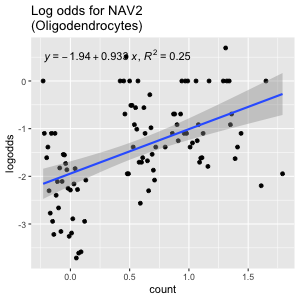 Log odds for NAV2
(Oligodendrocytes)
y = −1.94 + 0.933 x, R² = 0.25
0
-1
-2
-3
logodds
0.0 0.5 1.0 1.5
count